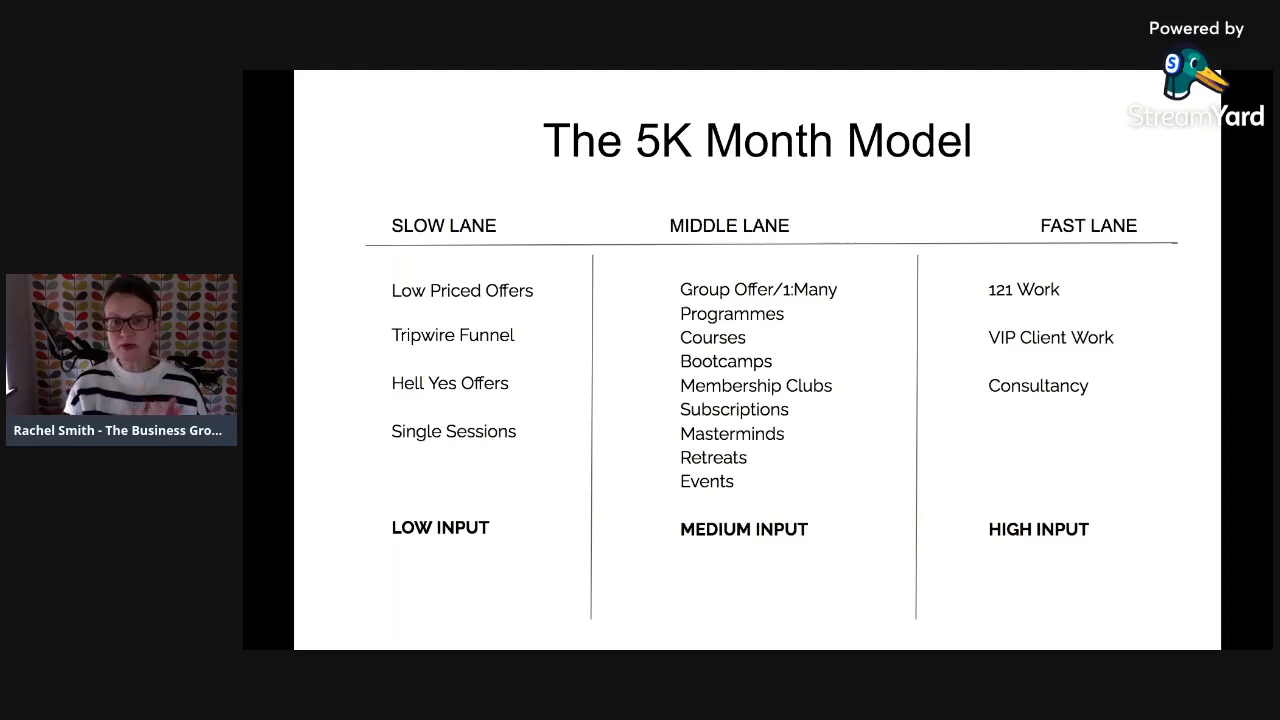 Powered by
StreamYard
The 5K Month Model
SLOW LANE
Low Priced Offers
Tripwire Funnel
Hell Yes Offers
Single Sessions
LOW INPUT
MIDDLE LANE
Group Offer/1:Many
Programmes
Courses
Bootcamps
Membership Clubs
Subscriptions
Masterminds
Retreats
Events
MEDIUM INPUT
FAST LANE
121 Work
VIP Client Work
Consultancy
HIGH INPUT
Rachel Smith - The Business Gro...